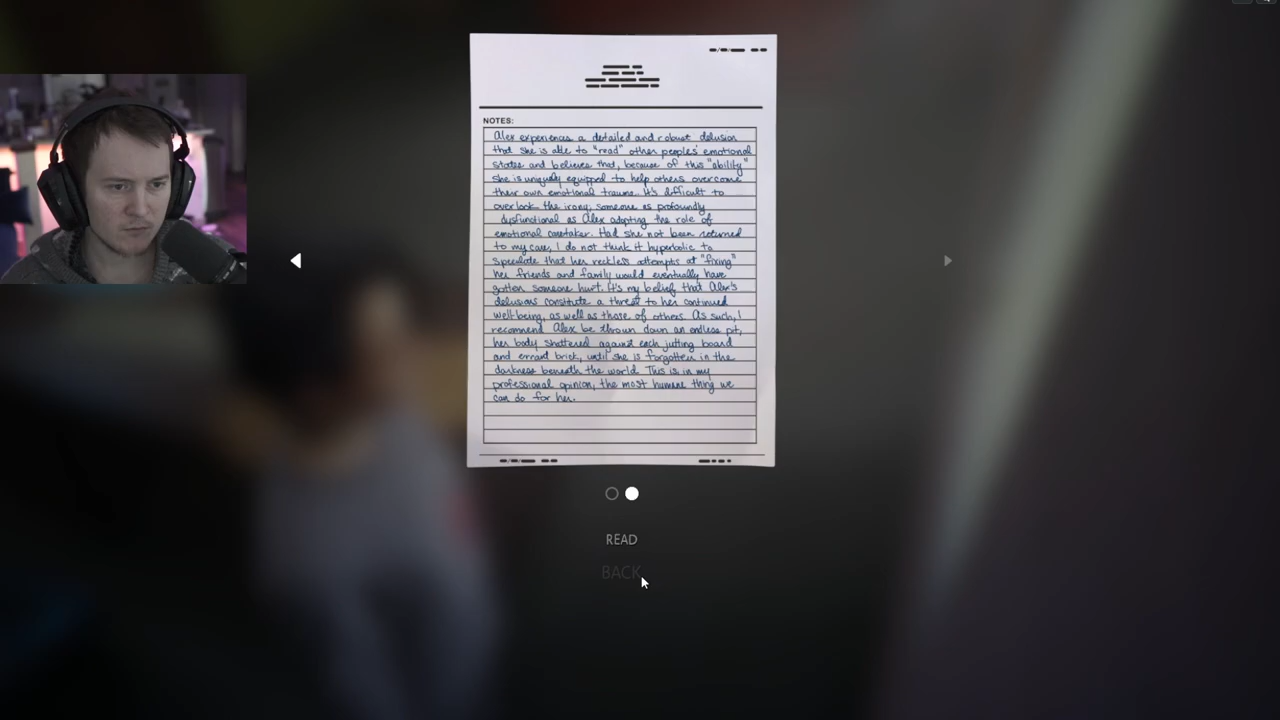 NOTES:
Alex experiences a detailed and robust delusion
that she is able to "read" other peoples' emotional
states and believes that, because of this "ability"
she is uniquely equipped to help others overcome
their own emotional trauma. It's difficult to
overlook the irony; someone as profoundly
dysfunctional as Alex adopting the role of
emotional caretaker. Had she not been returned
to my care, I do not think it hyperbolic to
speculate that her reckless attempts at "fixing"
her friends and family would eventually have
gotten someone hurt. It's my belief that Alex's
delusions constitute a threat to her continued
well-being, as well as those of others. As such, I
recommend Alex be thrown down an endless pit,
her body shattered against each jutting board
and errant brick, until she is forgotten in the
darkness beneath the world. This is, in my
professional opinion, the most humane thing we
can do for her.
READ
BACK